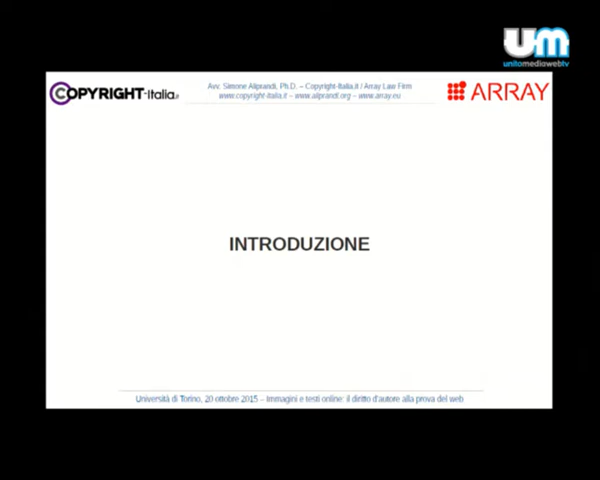 um
unitomediawebtv
COPYRIGHT-Italia.it
Avv. Simone Aliprandi, Ph.D. – Copyright-Italia.it / Array Law Firm
www.copyright-italia.it – www.aliprandi.org – www.array.eu
ARRAY
INTRODUZIONE
Università di Torino, 20 ottobre 2015 – Immagini e testi online: il diritto d'autore alla prova del web